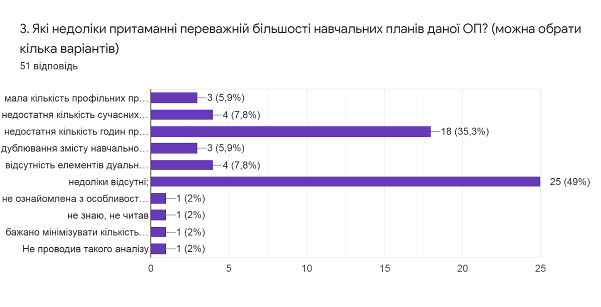 3. Які недоліки притаманні переважній більшості навчальних планів даної ОП? (можна обрати
кілька варіантів)
51 відповідь
мала кількість профільних пр… 3 (5,9%)
недостатня кількість сучасних… 4 (7,8%)
недостатня кількість годин пр… 18 (35,3%)
дублювання змісту навчально… 3 (5,9%)
відсутність елементів дуальн… 4 (7,8%)
недоліки відсутні; 25 (49%)
не ознайомлена з особливост… 1 (2%)
не знаю, не читав 1 (2%)
бажано мінімізувати кількість… 1 (2%)
Не проводив такого аналізу 1 (2%)
0 5 10 15 20 25